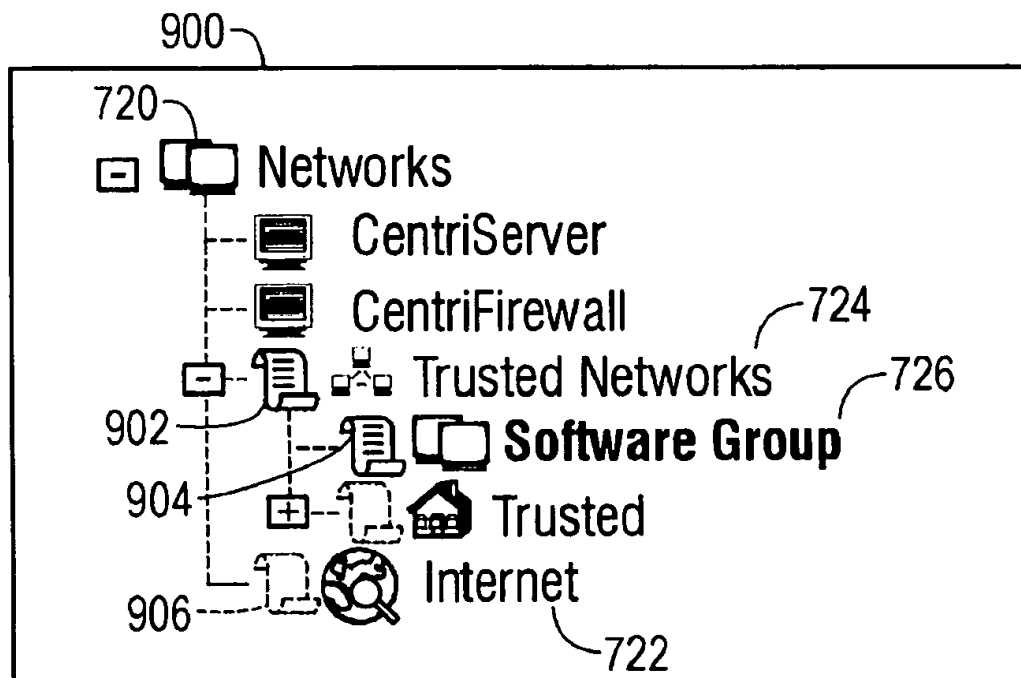 900
720
- Networks
CentriServer
CentriFirewall
724
- Trusted Networks
726
902
Software Group
904
+ Trusted
Internet
906
722